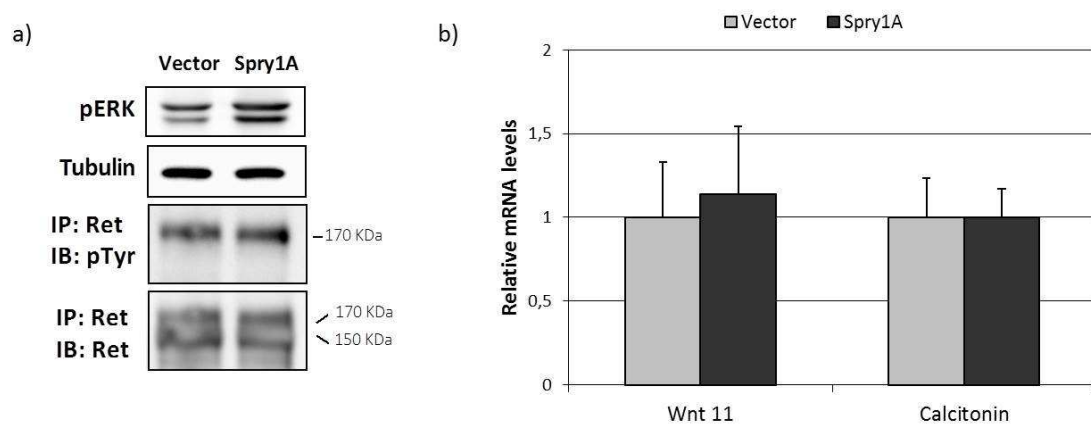 a)
Vector Spry1A
pERK
Tubulin
IP: Ret
IB: pTyr
170 KDa
IP: Ret
IB: Ret
170 KDa
150 KDa
b)
Vector Spry1A
Relative mRNA levels
2
1,5
1
0,5
0
Wnt 11 Calcitonin